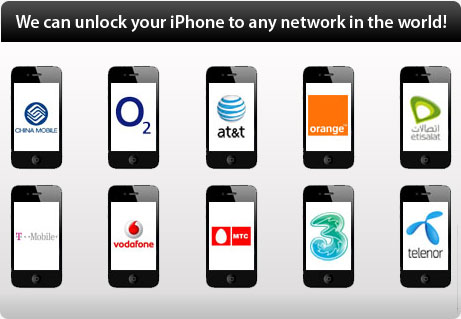 We can unlock your iPhone to any network in the world!
CHINA MOBILE
O2
at&t
orange™
اتصالات
etisalat
T··Mobile·
vodafone
МТС
3
telenor